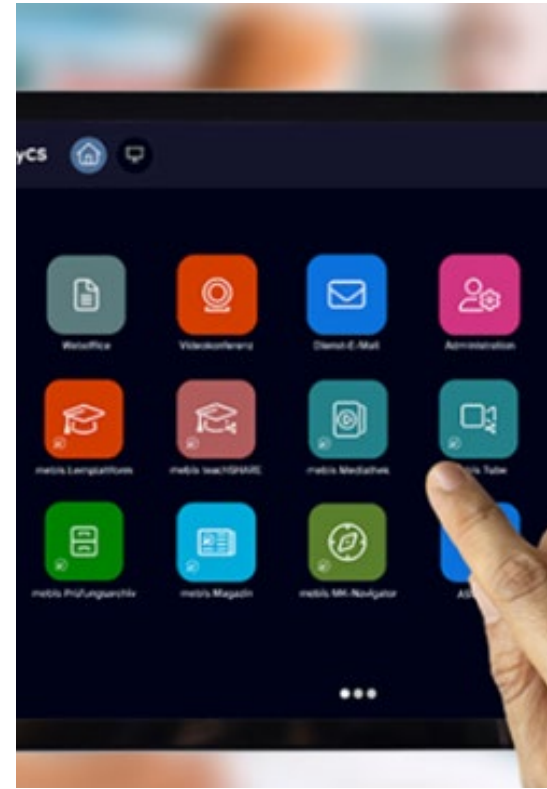 yCS
Weboffice Videokonferenz Dienst-E-Mail Administration
mebis Lernplattform mebis teachSHARE mebis Mediathek Tube
mebis Prüfungsarchiv mebis Magazin mebis MK-Navigator